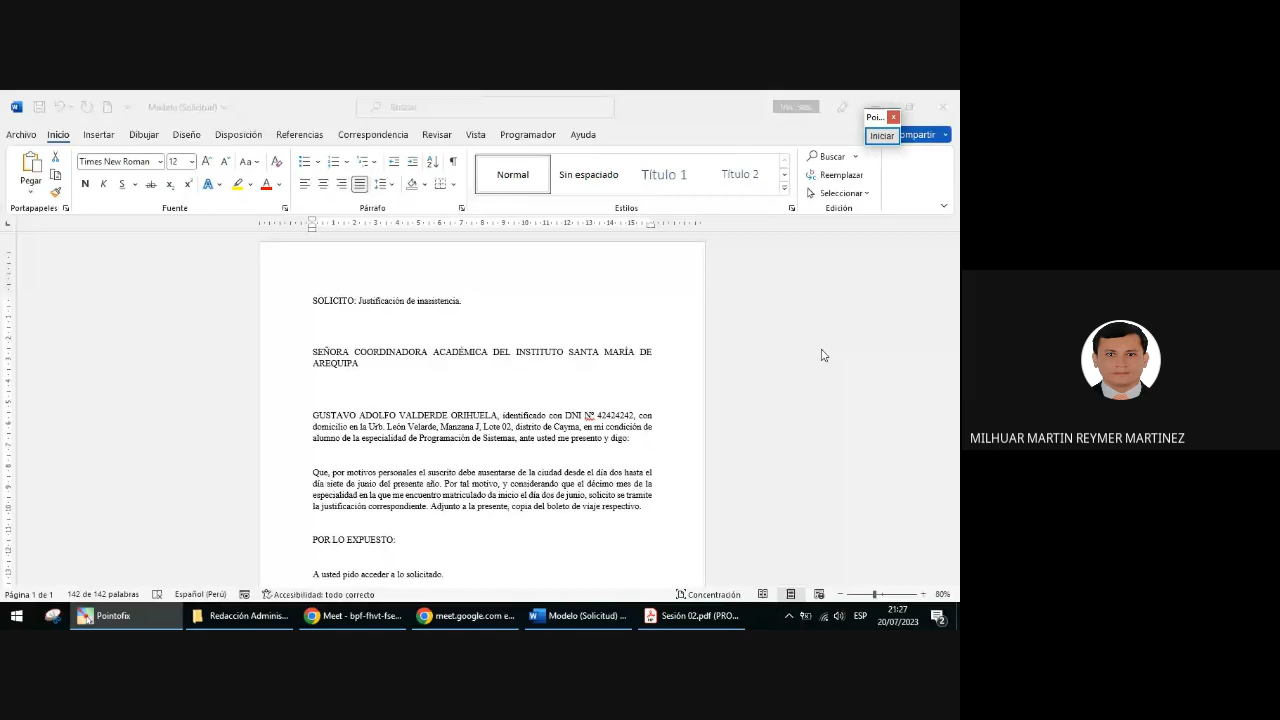 Modelo (Solicitud)
Buscar
Poi...
Iniciar
ompartir
Archivo Inicio Insertar Dibujar Diseño Disposición Referencias Correspondencia Revisar Vista Programador Ayuda
Pegar
Times New Roman 12
Normal
Sin espaciado
Título 1
Título 2
Buscar
Reemplazar
Seleccionar
Portapapeles Fuente Párrafo Estilos Edición
SOLICITO: Justificación de inasistencia.
SEÑORA COORDINADORA ACADÉMICA DEL INSTITUTO SANTA MARÍA DE
AREQUIPA
GUSTAVO ADOLFO VALDERDE ORIHUELA, identificado con DNI Nº 42424242, con
domicilio en la Urb. León Velarde, Manzana J, Lote 02, distrito de Cayma, en mi condición de
alumno de la especialidad de Programación de Sistemas, ante usted me presento y digo:
Que, por motivos personales el suscrito debe ausentarse de la ciudad desde el día dos hasta el
día siete de junio del presente año. Por tal motivo, y considerando que el décimo mes de la
especialidad en la que me encuentro matriculado da inicio el día dos de junio, solicito se tramite
la justificación correspondiente. Adjunto a la presente, copia del boleto de viaje respectivo.
POR LO EXPUESTO:
A usted pido acceder a lo solicitado.
MILHUAR MARTIN REYMER MARTINEZ
Página 1 de 1 142 de 142 palabras Español (Perú) Accesibilidad: todo correcto Concentración 80%
Pointofix Redacción Adminis... Meet - bpf-fhvt-fse... meet.google.com e... Modelo (Solicitud) ... Sesión 02.pdf (PRO... ESP
21:27
20/07/2023
2